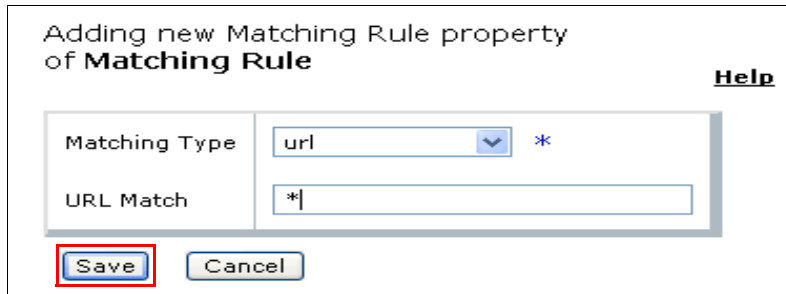 Adding new Matching Rule property
of Matching Rule
Help
Matching Type url *
URL Match *
Save Cancel